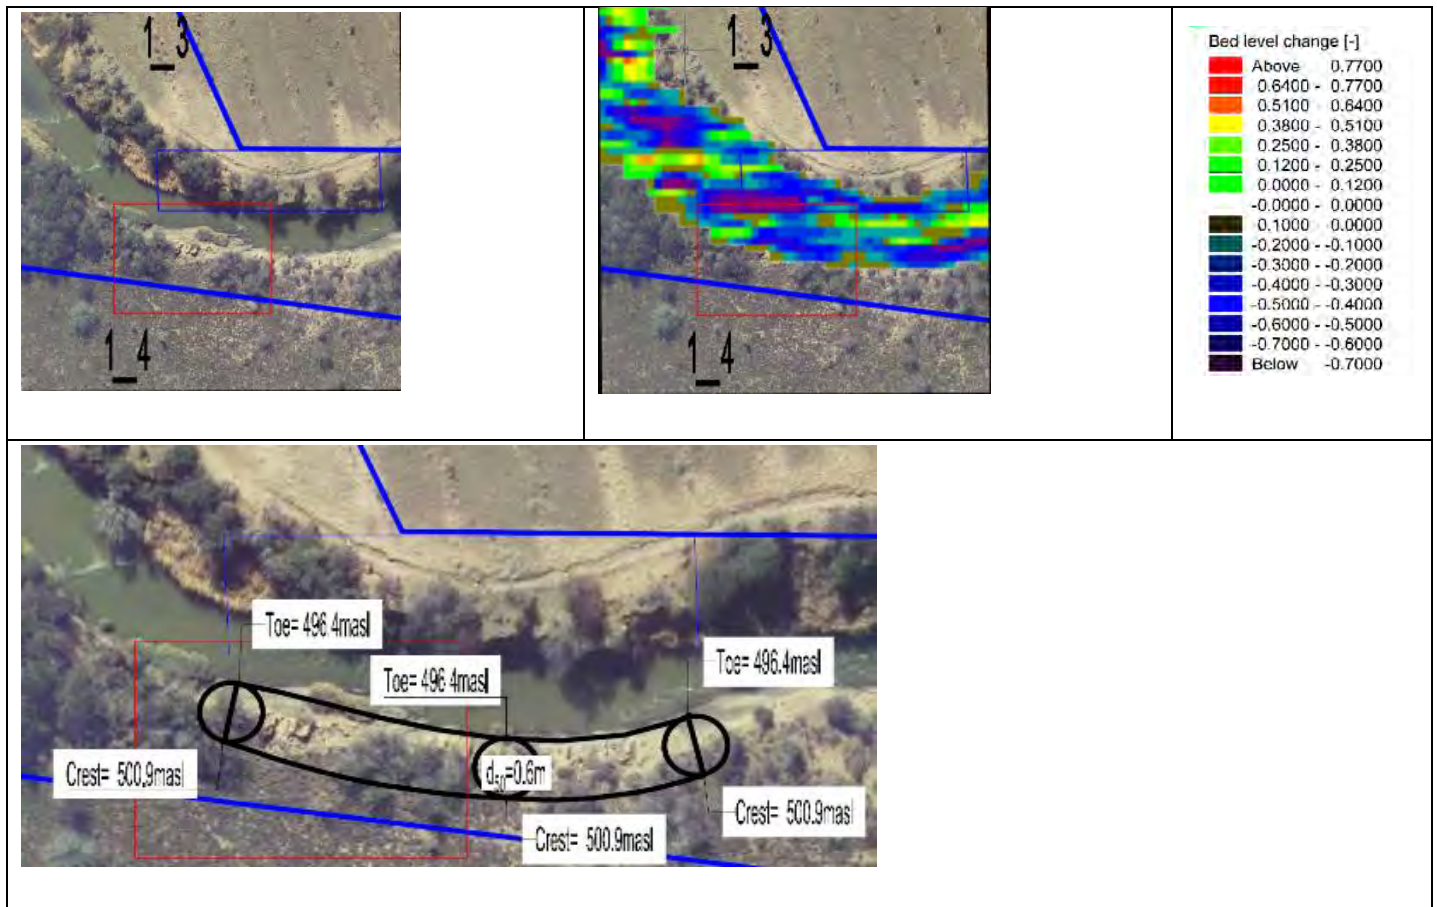 1_3
1_4
1_3
1_4
Bed level change [-]
Above 0.7700
0.6400 - 0.7700
0.5100 - 0.6400
0.3800 - 0.5100
0.2500 - 0.3800
0.1200 - 0.2500
0.0000 - 0.1200
-0.0000 - 0.0000
0.1000 0.0000
-0.2000 - -0.1000
-0.3000 - -0.2000
-0.4000 - -0.3000
-0.5000 - -0.4000
-0.6000 - -0.5000
-0.7000 - -0.6000
Below -0.7000
Toe= 496.4masl
Toe= 496.4masl
Toe= 496.4masl
Crest= 500.9masl
d50=0.6m
Crest= 500.9masl
Crest= 500.9masl